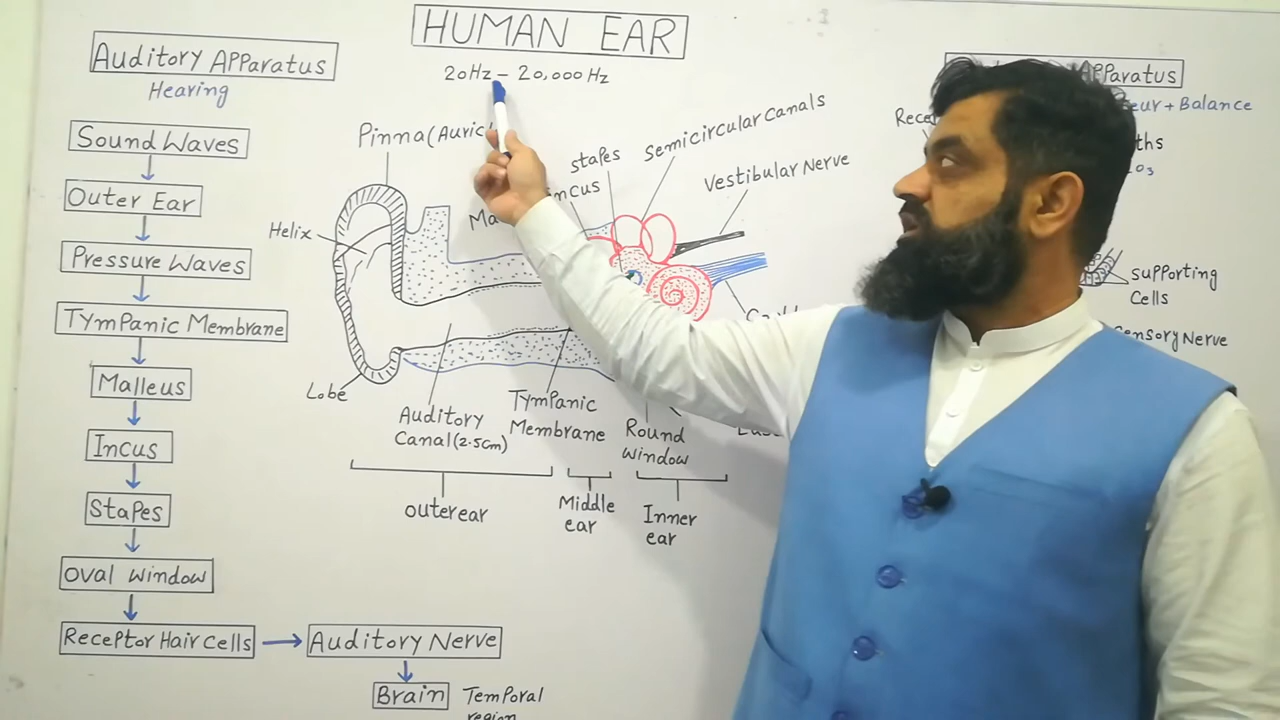 HUMAN EAR
20Hz - 20,000 Hz
Auditory Apparatus
Hearing
Sound Waves
Outer Ear
Pressure Waves
Tympanic Membrane
Malleus
Incus
Stapes
Oval window
Receptor Hair Cells
Auditory Nerve
Brain
Temporal
region
Pinna (Auric
Helix
Lobe
stapes
incus
Semicircular Canals
Vestibular Nerve
Auditory
Canal (2.5cm)
Tympanic
Membrane
Round
window
outer ear
Middle
ear
Inner
ear
Apparatus
+ Balance
supporting
Cells
Nerve